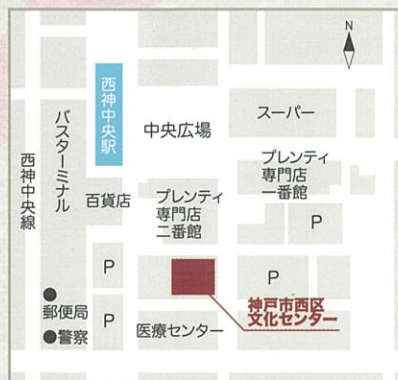 N
西神中央駅
スーパー
バスターミナル
中央広場
西神中央線
プレンティ
専門店
一番館
百貨店
プレンティ
専門店
二番館
P
P
P
神戸市西区
文化センター
郵便局
P
医療センター
警察